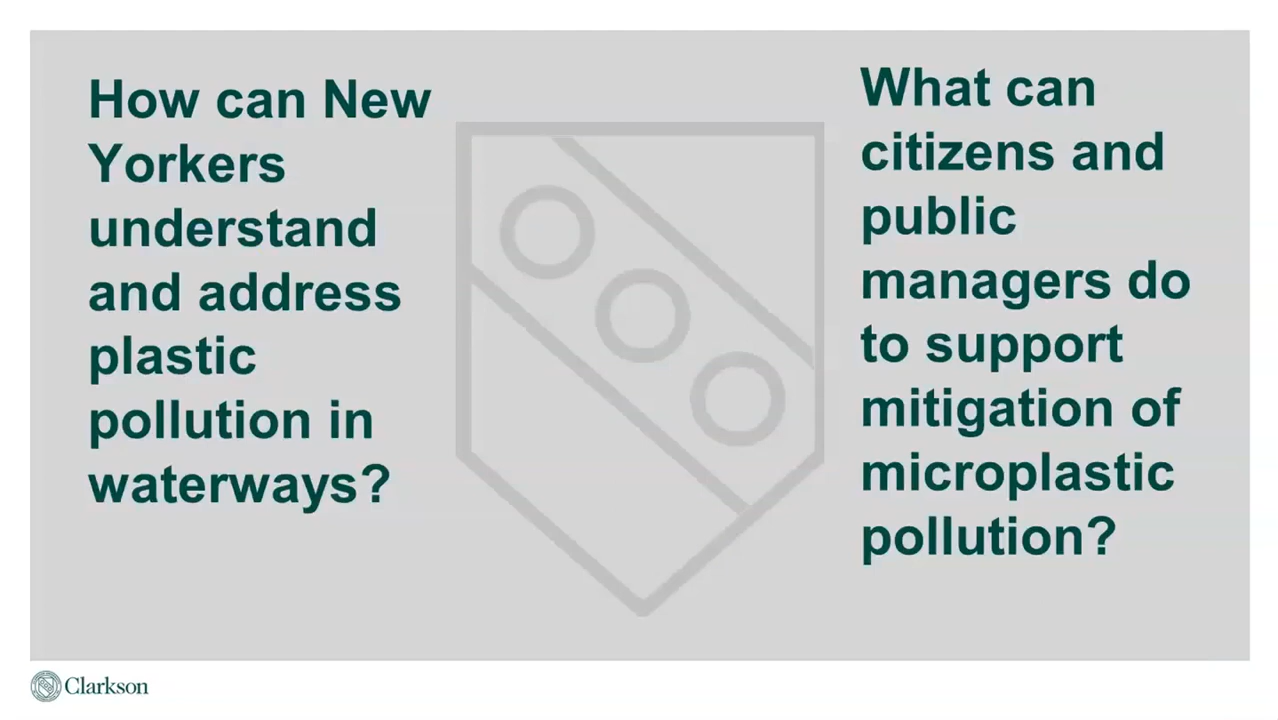 How can New
Yorkers
understand
and address
plastic
pollution in
waterways?
What can
citizens and
public
managers do
to support
mitigation of
microplastic
pollution?
Clarkson